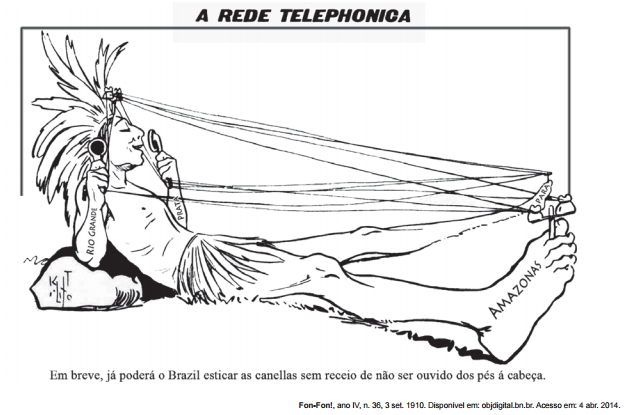 A REDE TELEPHONICA
RIO GRANDE
PRATA
PARÁ
AMAZONAS
Em breve, já poderá o Brazil esticar as canellas sem receio de não ser ouvido dos pés á cabeça.
Fon-Fon!, ano IV, n. 36, 3 set. 1910. Disponível em: objdigital.bn.br. Acesso em: 4 abr. 2014.